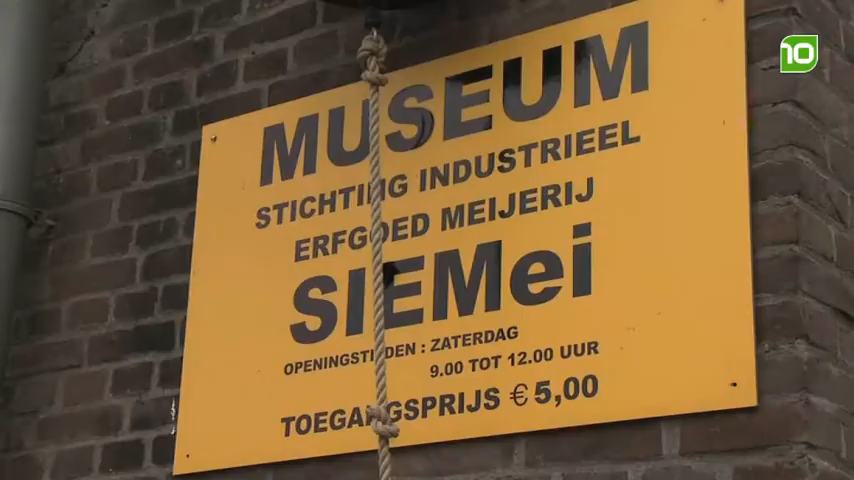 10
MUSEUM
STICHTING INDUSTRIEEL
ERFGOED MEIJERIJ
SIEMei
OPENINGSTIJDEN : ZATERDAG
9.00 TOT 12.00 UUR
TOEGANGSPRIJS € 5,00